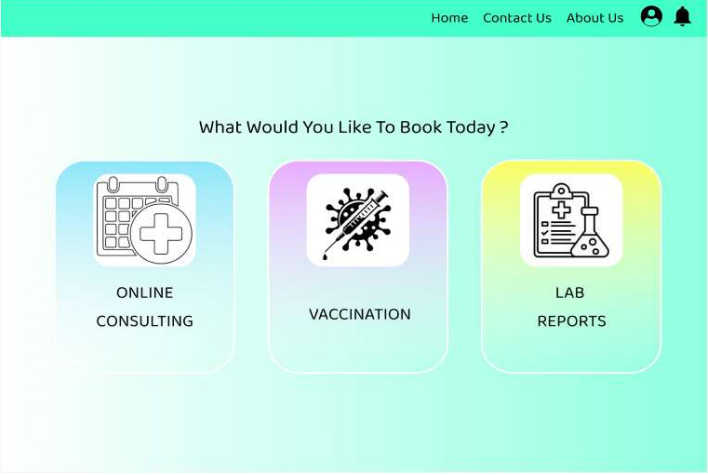 Home Contact Us About Us
What Would You Like To Book Today ?
ONLINE
CONSULTING
VACCINATION
LAB
REPORTS